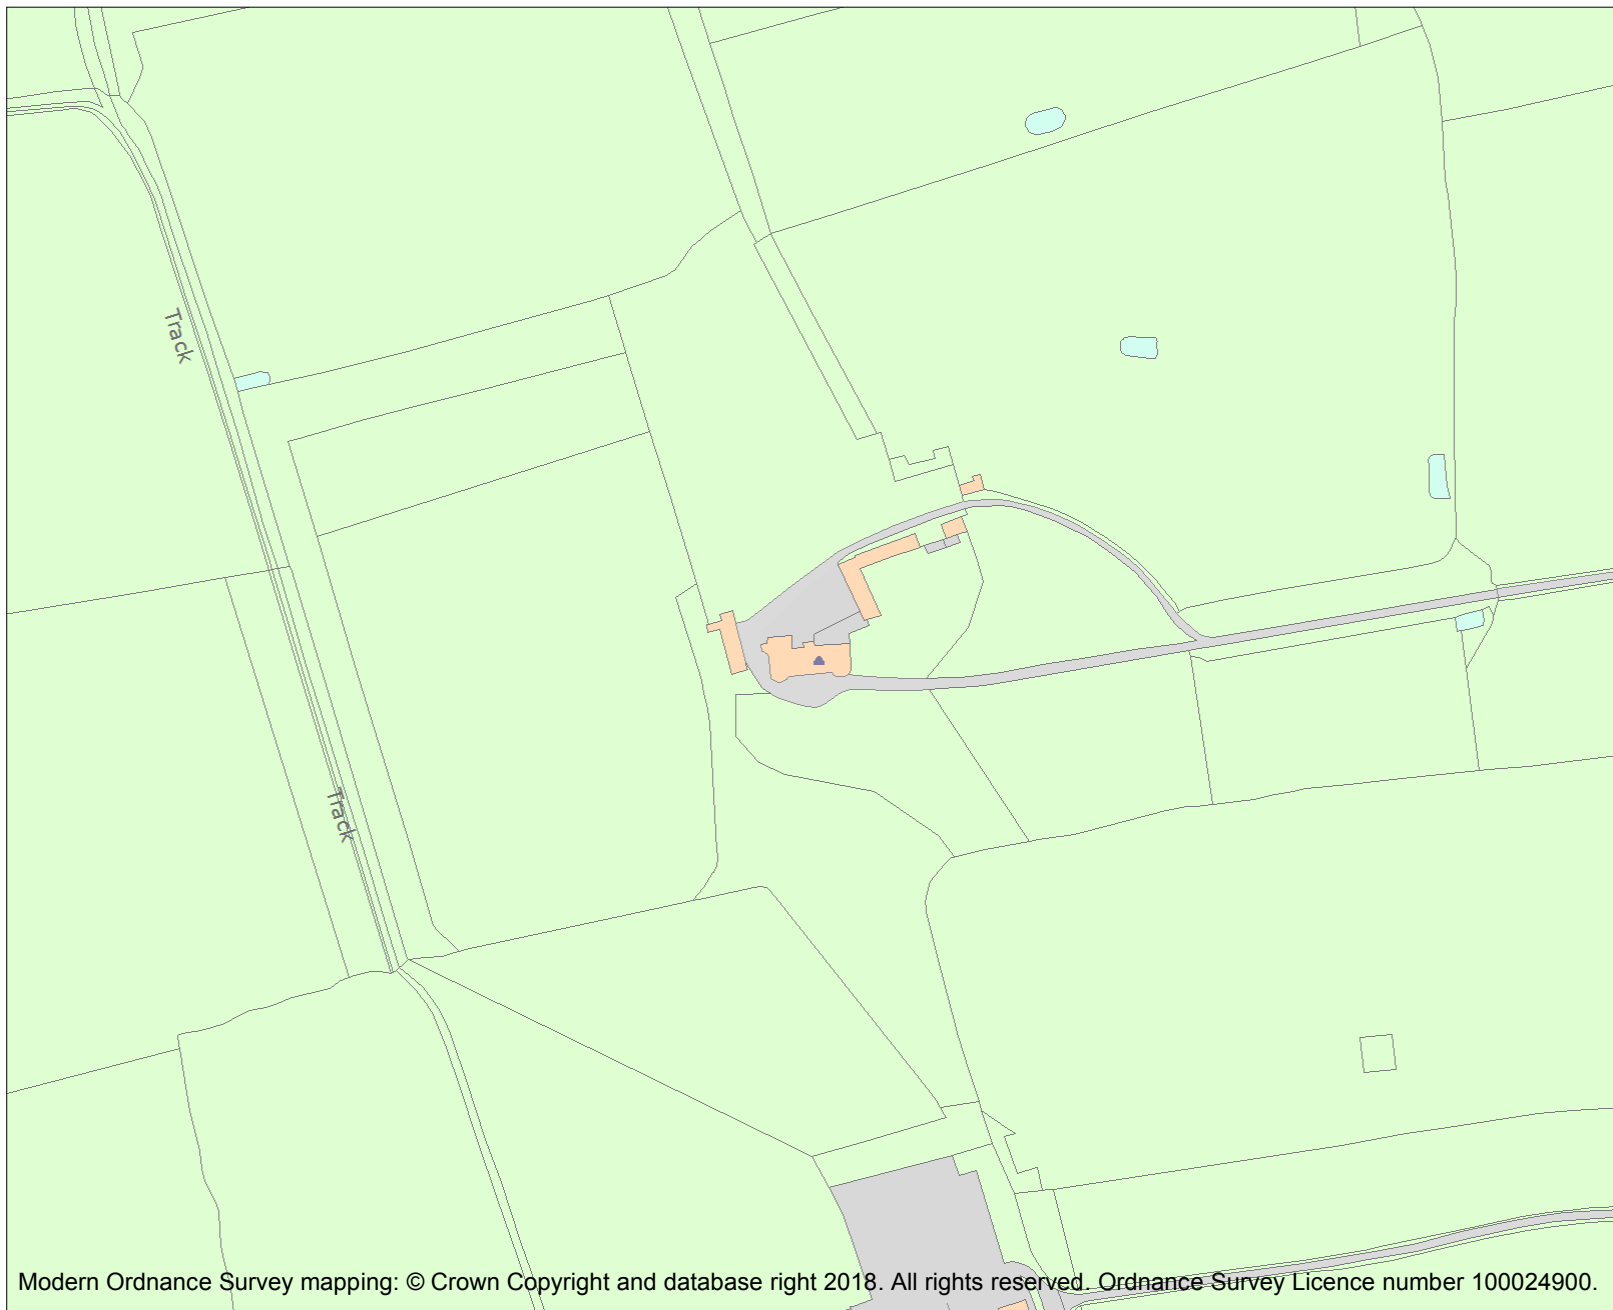 Track
Track
Modern Ordnance Survey mapping: © Crown Copyright and database right 2018. All rights reserved. Ordnance Survey Licence number 100024900.